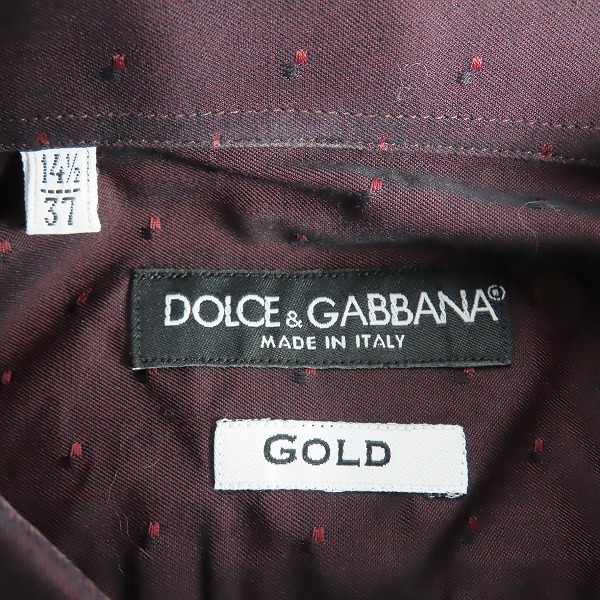 14½
37
DOLCE & GABBANA®
MADE IN ITALY
GOLD